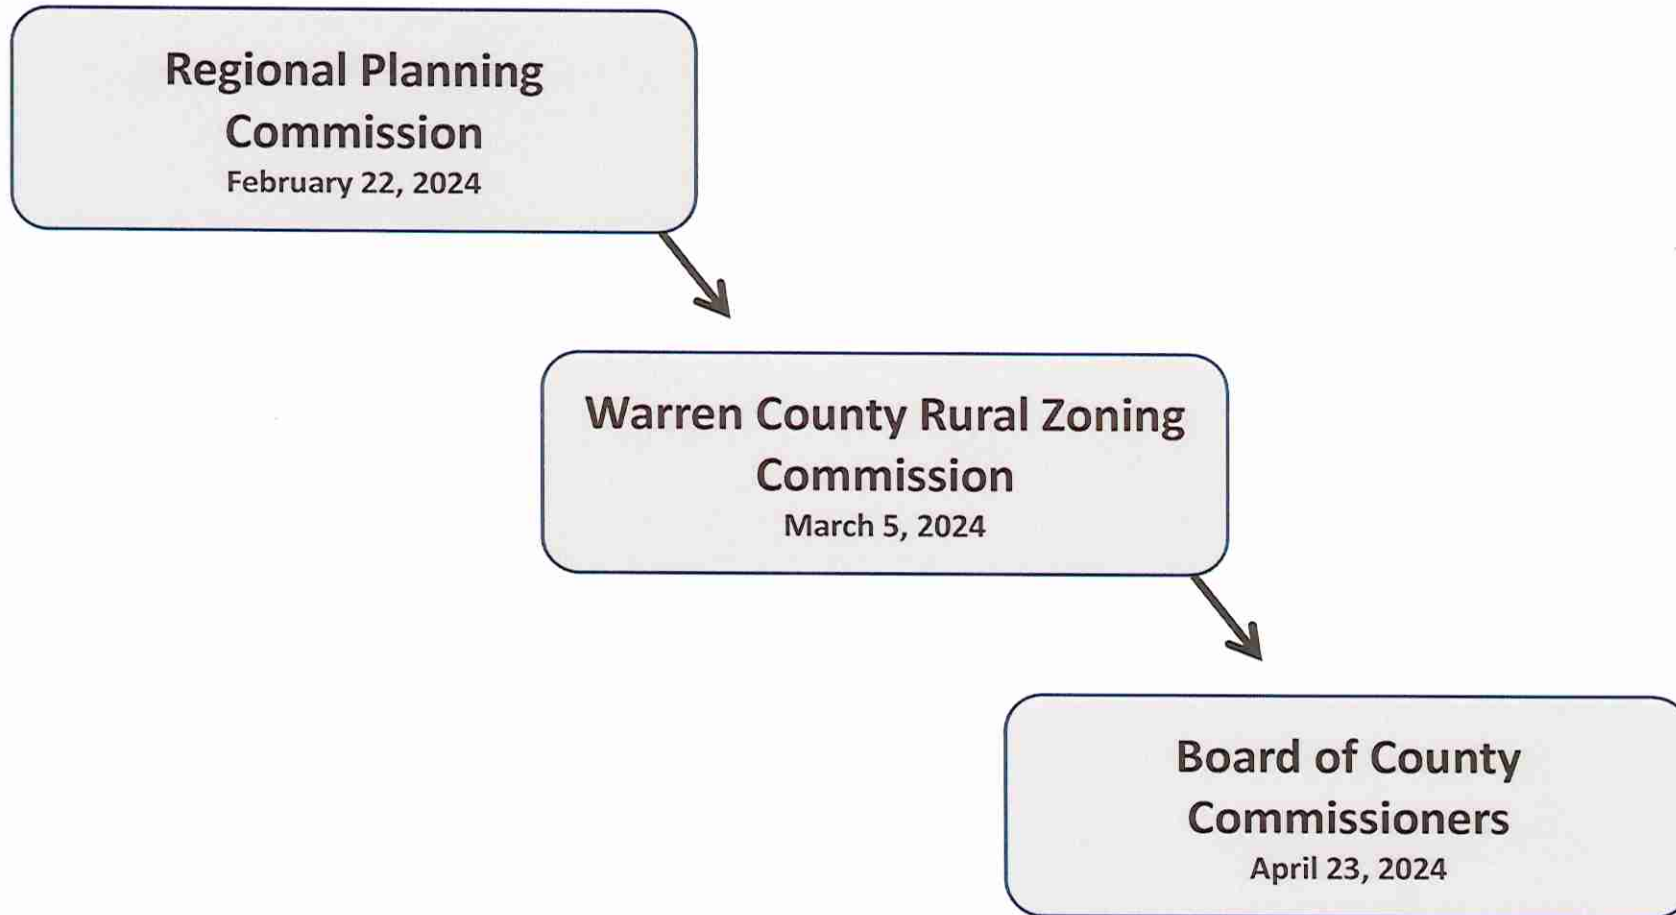 Regional Planning
Commission
February 22, 2024
Warren County Rural Zoning
Commission
March 5, 2024
Board of County
Commissioners
April 23, 2024